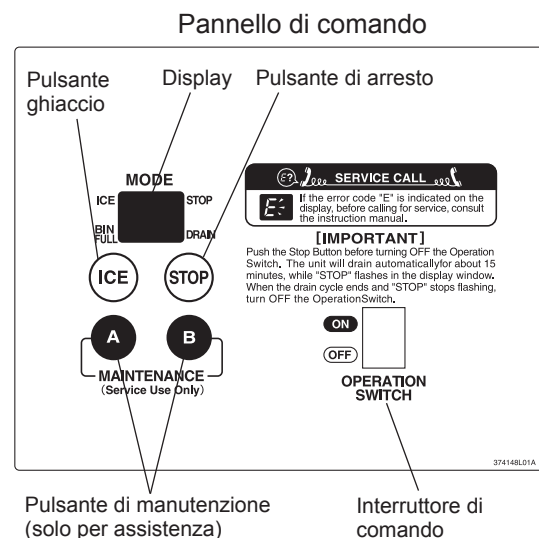 Pannello di comando
Pulsante
ghiaccio
Display
Pulsante di arresto
MODE
ICE
STOP
BIN
FULL
DRAIN
ICE
STOP
A
B
MAINTENANCE
(Service Use Only)
E?
SERVICE CALL
E
If the error code "E" is indicated on the
display, before calling for service, consult
the instruction manual.
[IMPORTANT]
Push the Stop Button before turning OFF the Operation
Switch. The unit will drain automaticallyfor about 15
minutes, while "STOP" flashes in the display window.
When the drain cycle ends and "STOP" stops flashing,
turn OFF the OperationSwitch.
ON
OFF
OPERATION
SWITCH
374148L01A
Pulsante di manutenzione
(solo per assistenza)
Interruttore di
comando